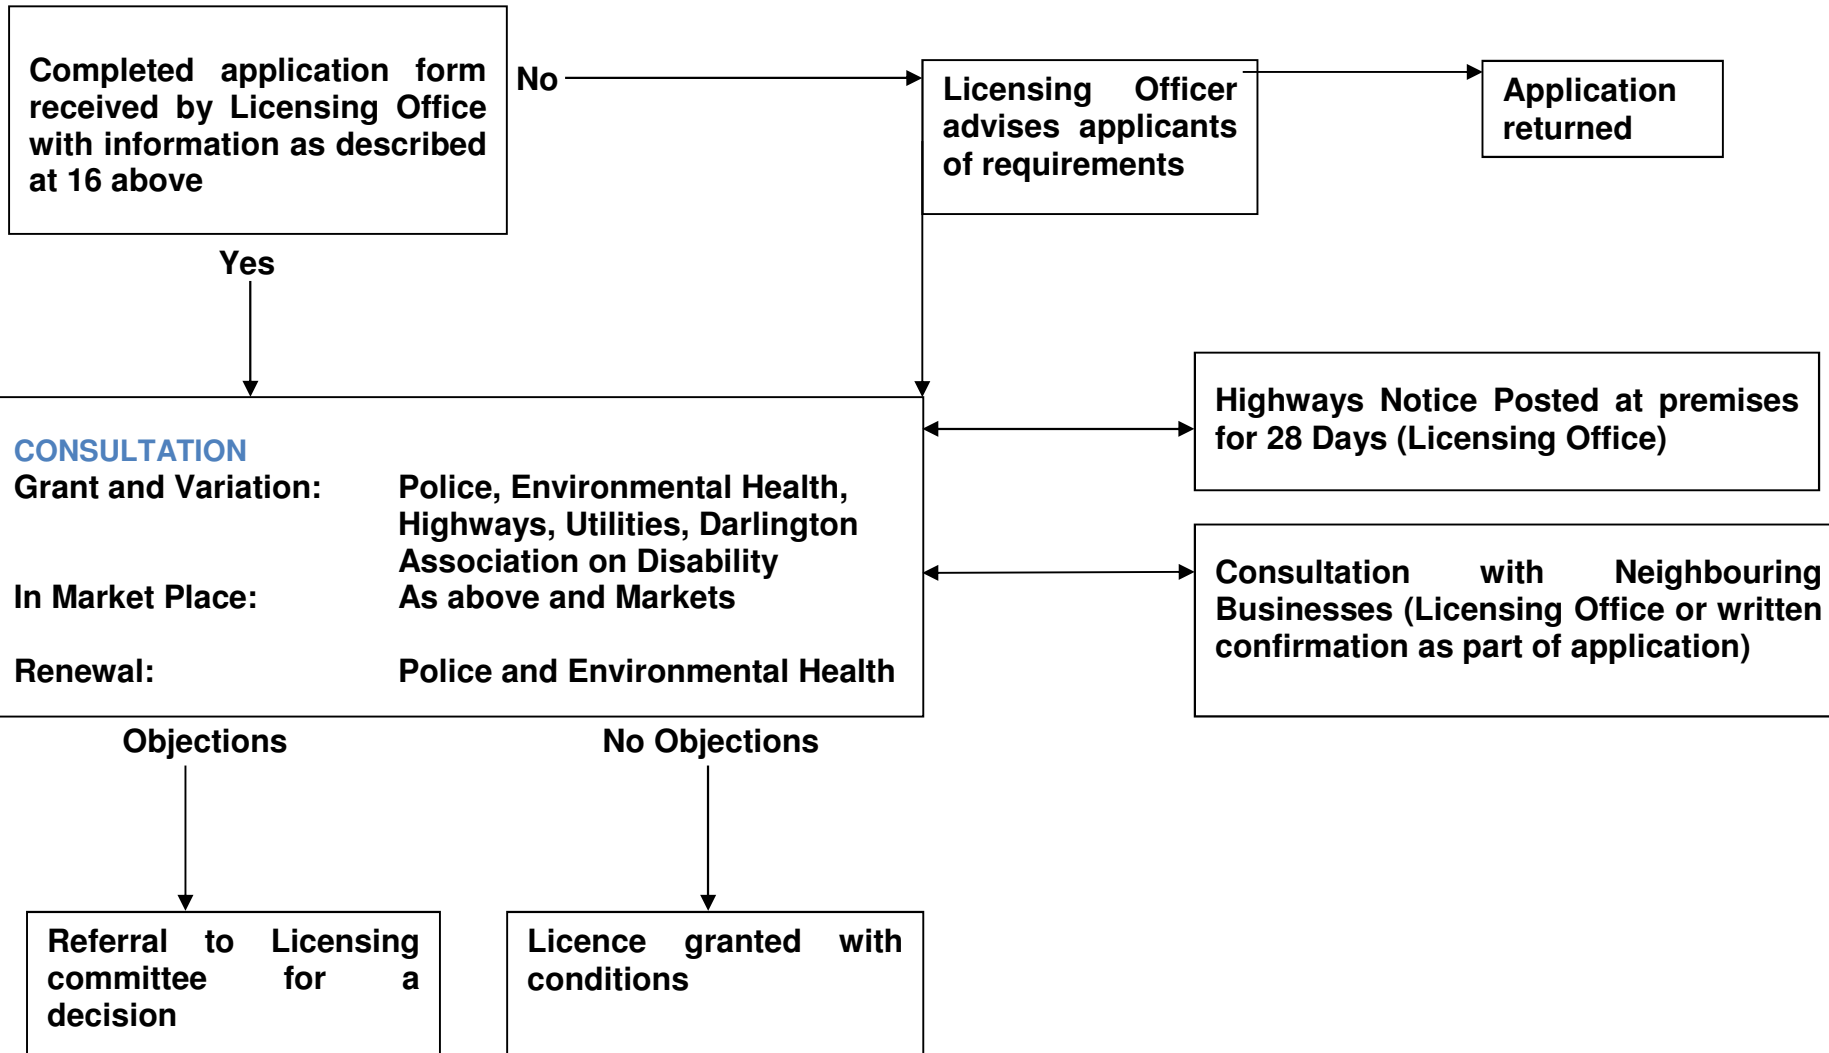 Completed application form
received by Licensing Office
with information as described
at 16 above
No
Licensing Officer
advises applicants
of requirements
Application
returned
Yes
CONSULTATION
Grant and Variation: Police, Environmental Health,
Highways, Utilities, Darlington
Association on Disability
In Market Place: As above and Markets
Renewal: Police and Environmental Health
Highways Notice Posted at premises
for 28 Days (Licensing Office)
Consultation with Neighbouring
Businesses (Licensing Office or written
confirmation as part of application)
Objections
No Objections
Referral to Licensing
committee for a
decision
Licence granted with
conditions